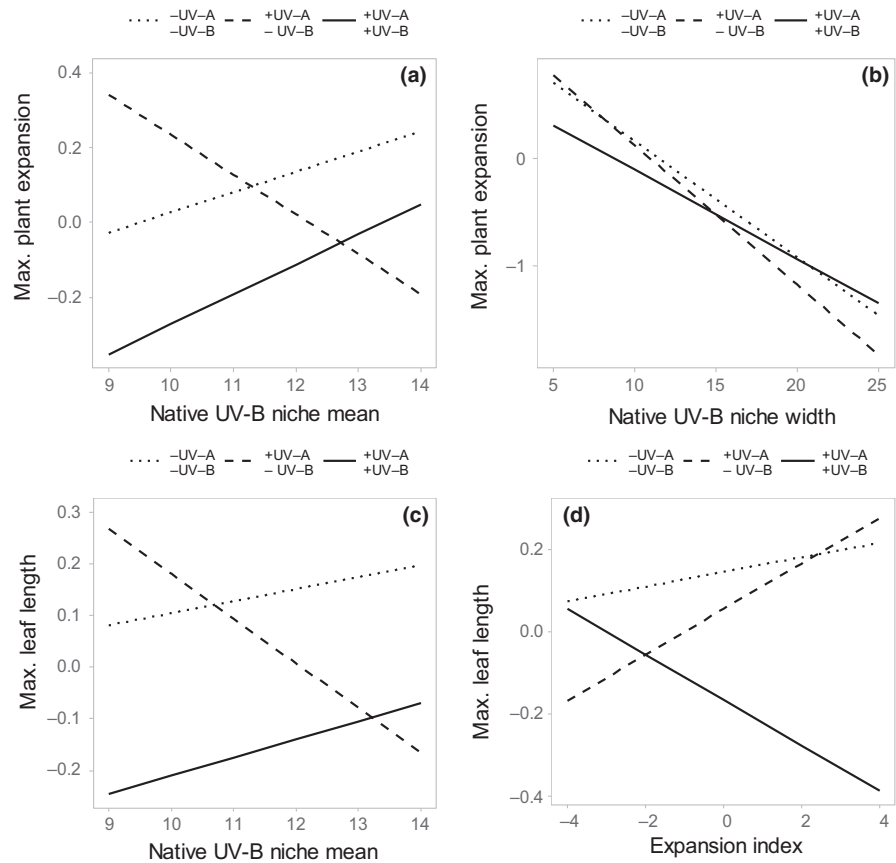 –UV–A +UV–A +UV–A
–UV–B – UV–B +UV–B
(a)
Max. plant expansion
0.4
0.2
0.0
–0.2
9 10 11 12 13 14
Native UV-B niche mean
–UV–A +UV–A +UV–A
–UV–B – UV–B +UV–B
(b)
Max. plant expansion
0
–1
5 10 15 20 25
Native UV-B niche width
–UV–A +UV–A +UV–A
–UV–B – UV–B +UV–B
(c)
Max. leaf length
0.3
0.2
0.1
0.0
–0.1
–0.2
9 10 11 12 13 14
Native UV-B niche mean
–UV–A +UV–A +UV–A
–UV–B – UV–B +UV–B
(d)
Max. leaf length
0.2
0.0
–0.2
–0.4
–4 –2 0 2 4
Expansion index